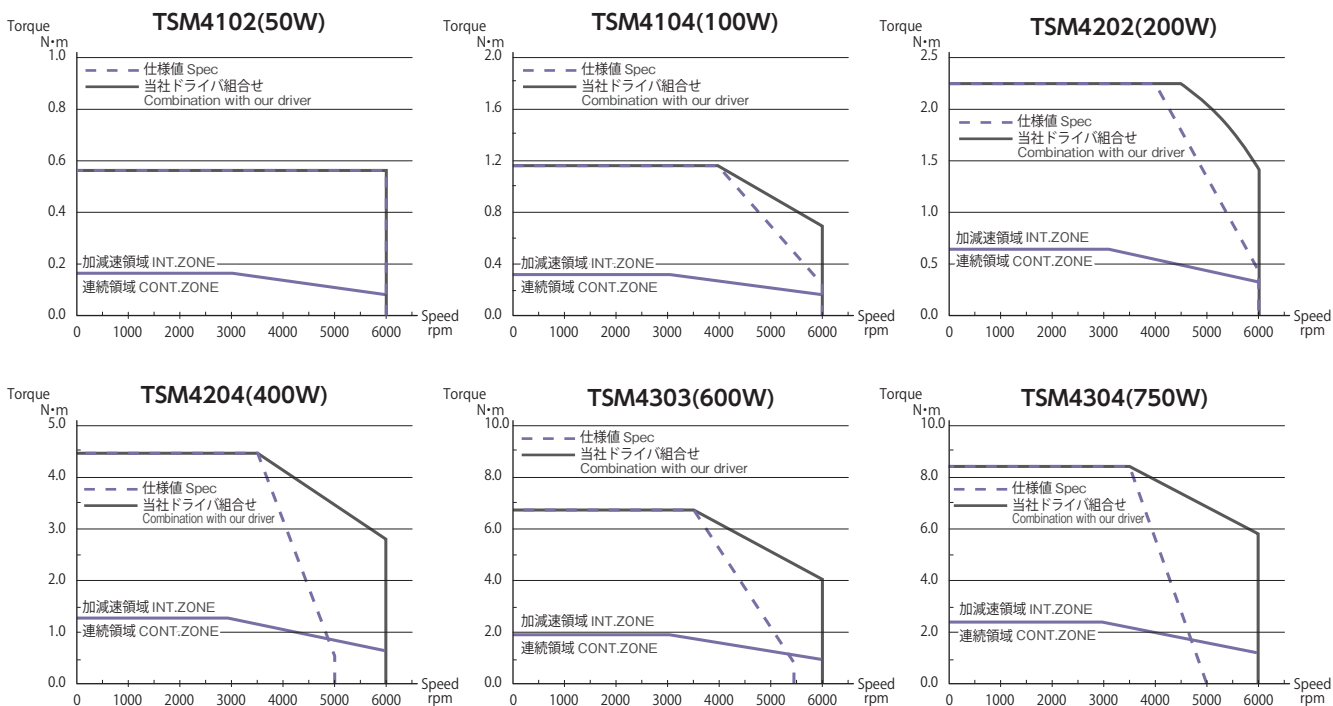 TSM4102(50W)
Torque
N・m
1.0
0.8
0.6
0.4
0.2
0.0
仕様値 Spec
当社ドライバ組合せ
Combination with our driver
加減速領域 INT.ZONE
連続領域 CONT.ZONE
0 1000 2000 3000 4000 5000 6000
Speed
rpm
TSM4104(100W)
Torque
N・m
2.0
1.6
1.2
0.8
0.4
0.0
仕様値 Spec
当社ドライバ組合せ
Combination with our driver
加減速領域 INT.ZONE
連続領域 CONT.ZONE
0 1000 2000 3000 4000 5000 6000
Speed
rpm
TSM4202(200W)
Torque
N・m
2.5
2.0
1.5
1.0
0.5
0.0
仕様値 Spec
当社ドライバ組合せ
Combination with our driver
加減速領域 INT.ZONE
連続領域 CONT.ZONE
0 1000 2000 3000 4000 5000 6000
Speed
rpm
TSM4204(400W)
Torque
N・m
5.0
4.0
3.0
2.0
1.0
0.0
仕様値 Spec
当社ドライバ組合せ
Combination with our driver
加減速領域 INT.ZONE
連続領域 CONT.ZONE
0 1000 2000 3000 4000 5000 6000
Speed
rpm
TSM4303(600W)
Torque
N・m
10.0
8.0
6.0
4.0
2.0
0.0
仕様値 Spec
当社ドライバ組合せ
Combination with our driver
加減速領域 INT.ZONE
連続領域 CONT.ZONE
0 1000 2000 3000 4000 5000 6000
Speed
rpm
TSM4304(750W)
Torque
N・m
10.0
8.0
6.0
4.0
2.0
0.0
仕様値 Spec
当社ドライバ組合せ
Combination with our driver
加減速領域 INT.ZONE
連続領域 CONT.ZONE
0 1000 2000 3000 4000 5000 6000
Speed
rpm